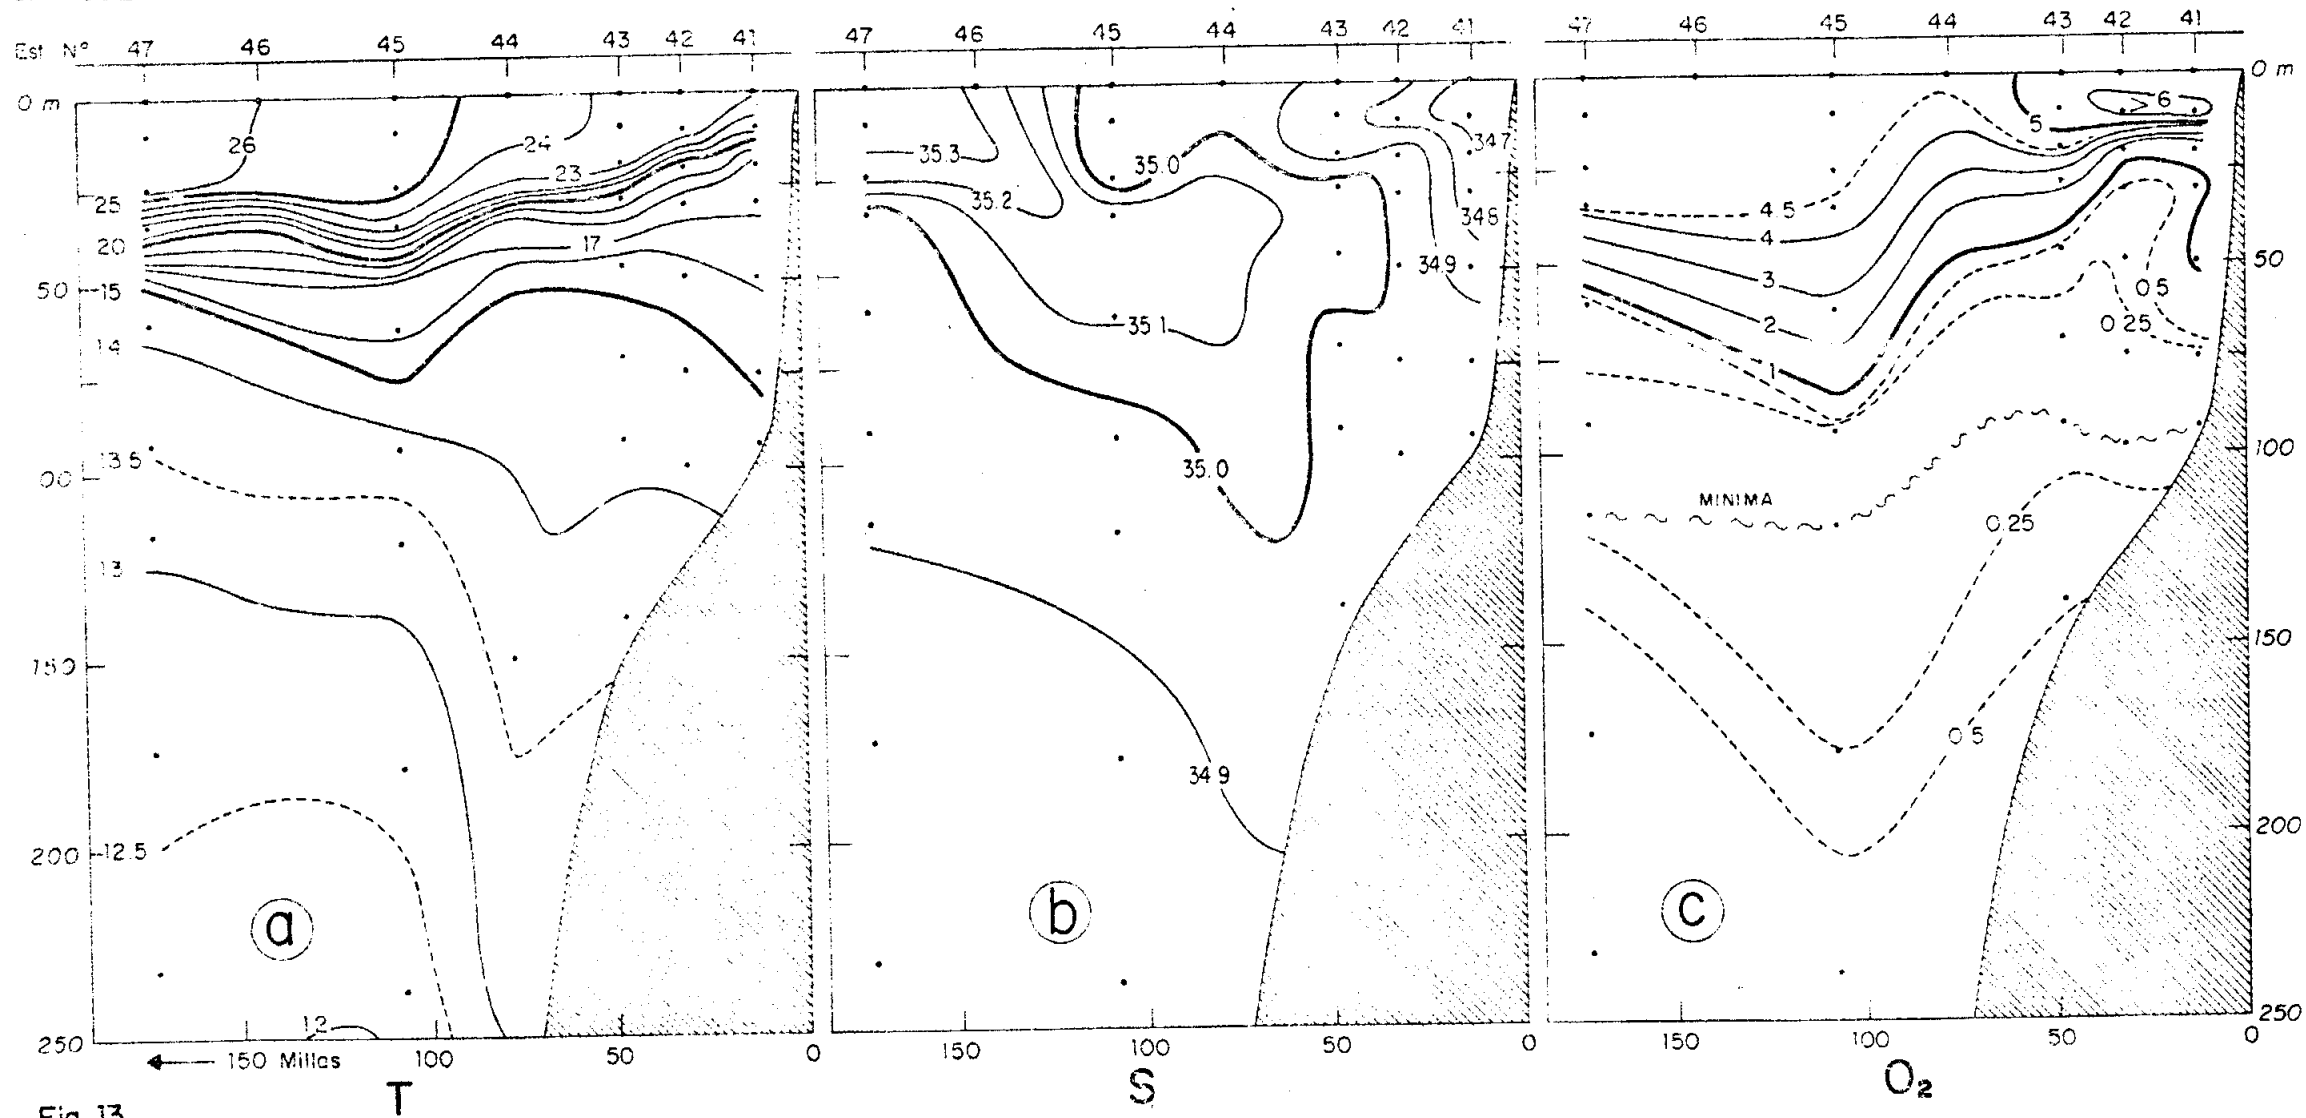 Est N° 47 46 45 44 43 42 41 47 46 45 44 43 42 41 47 46 45 44 43 42 41
0 m 0 m
26 24 23 25 20 17 50 15 14 13.5 00 13 150 200 12.5 12 250
a
35.3 35.2 35.0 34.7 34.8 34.9 35.1 35.0 34.9
b
> 6 5 4.5 4 3 2 1 0.5 0.25 MINIMA 0.25 0.5
c
50 100 150 200 250
150 Millas 100 50 0 150 100 50 0 150 100 50 0
T S O₂
Fig. 13